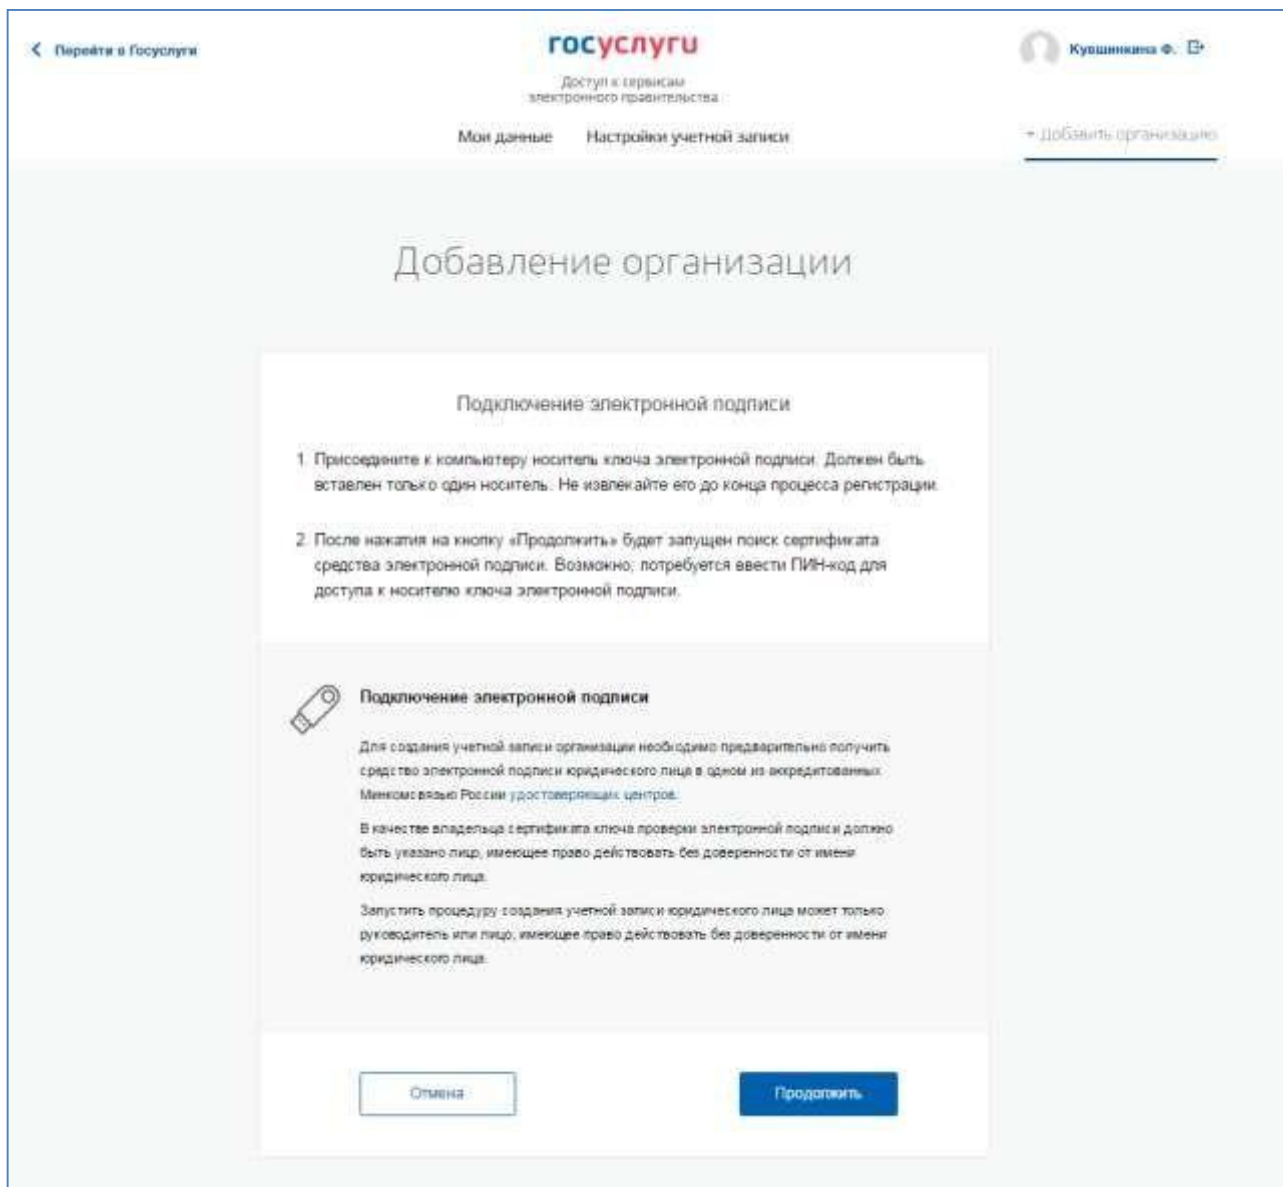 Перейти в Госуслуги
госуслуги
Кувшинкина Ф.
Доступ к сервисам
электронного правительства
Мои данные Настройки учетной записи
+ Добавить организацию
Добавление организации
Подключение электронной подписи
1. Присоедините к компьютеру носитель ключа электронной подписи. Должен быть
вставлен только один носитель. Не извлекайте его до конца процесса регистрации.
2. После нажатия на кнопку «Продолжить» будет запущен поиск сертификата
средства электронной подписи. Возможно, потребуется ввести ПИН-код для
доступа к носителю ключа электронной подписи.
Подключение электронной подписи
Для создания учетной записи организации необходимо предварительно получить
средство электронной подписи юридического лица в одном из аккредитованных
Минкомсвязью России удостоверяющих центров.
В качестве владельца сертификата ключа проверки электронной подписи должно
быть указано лицо, имеющее право действовать без доверенности от имени
юридического лица.
Запустить процедуру создания учетной записи юридического лица может только
руководитель или лицо, имеющее право действовать без доверенности от имени
юридического лица.
Отмена
Продолжить